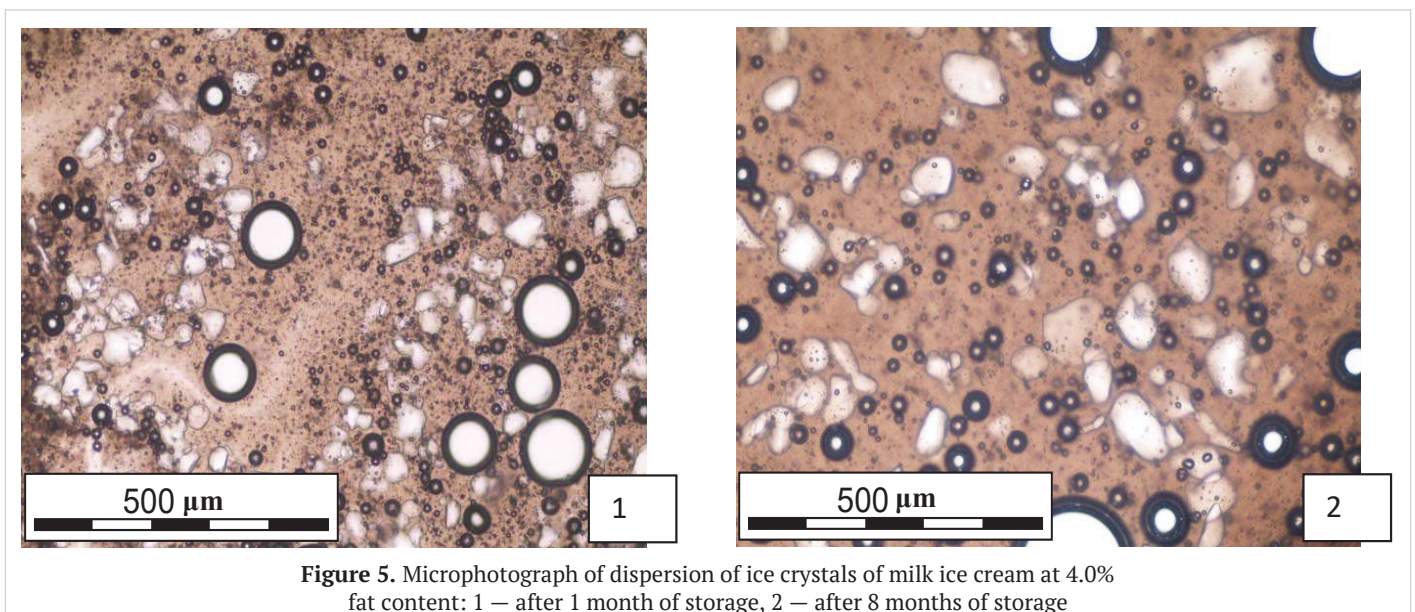 500 µm
1
500 µm
2
Figure 5. Microphotograph of dispersion of ice crystals of milk ice cream at 4.0%
fat content: 1 — after 1 month of storage, 2 — after 8 months of storage